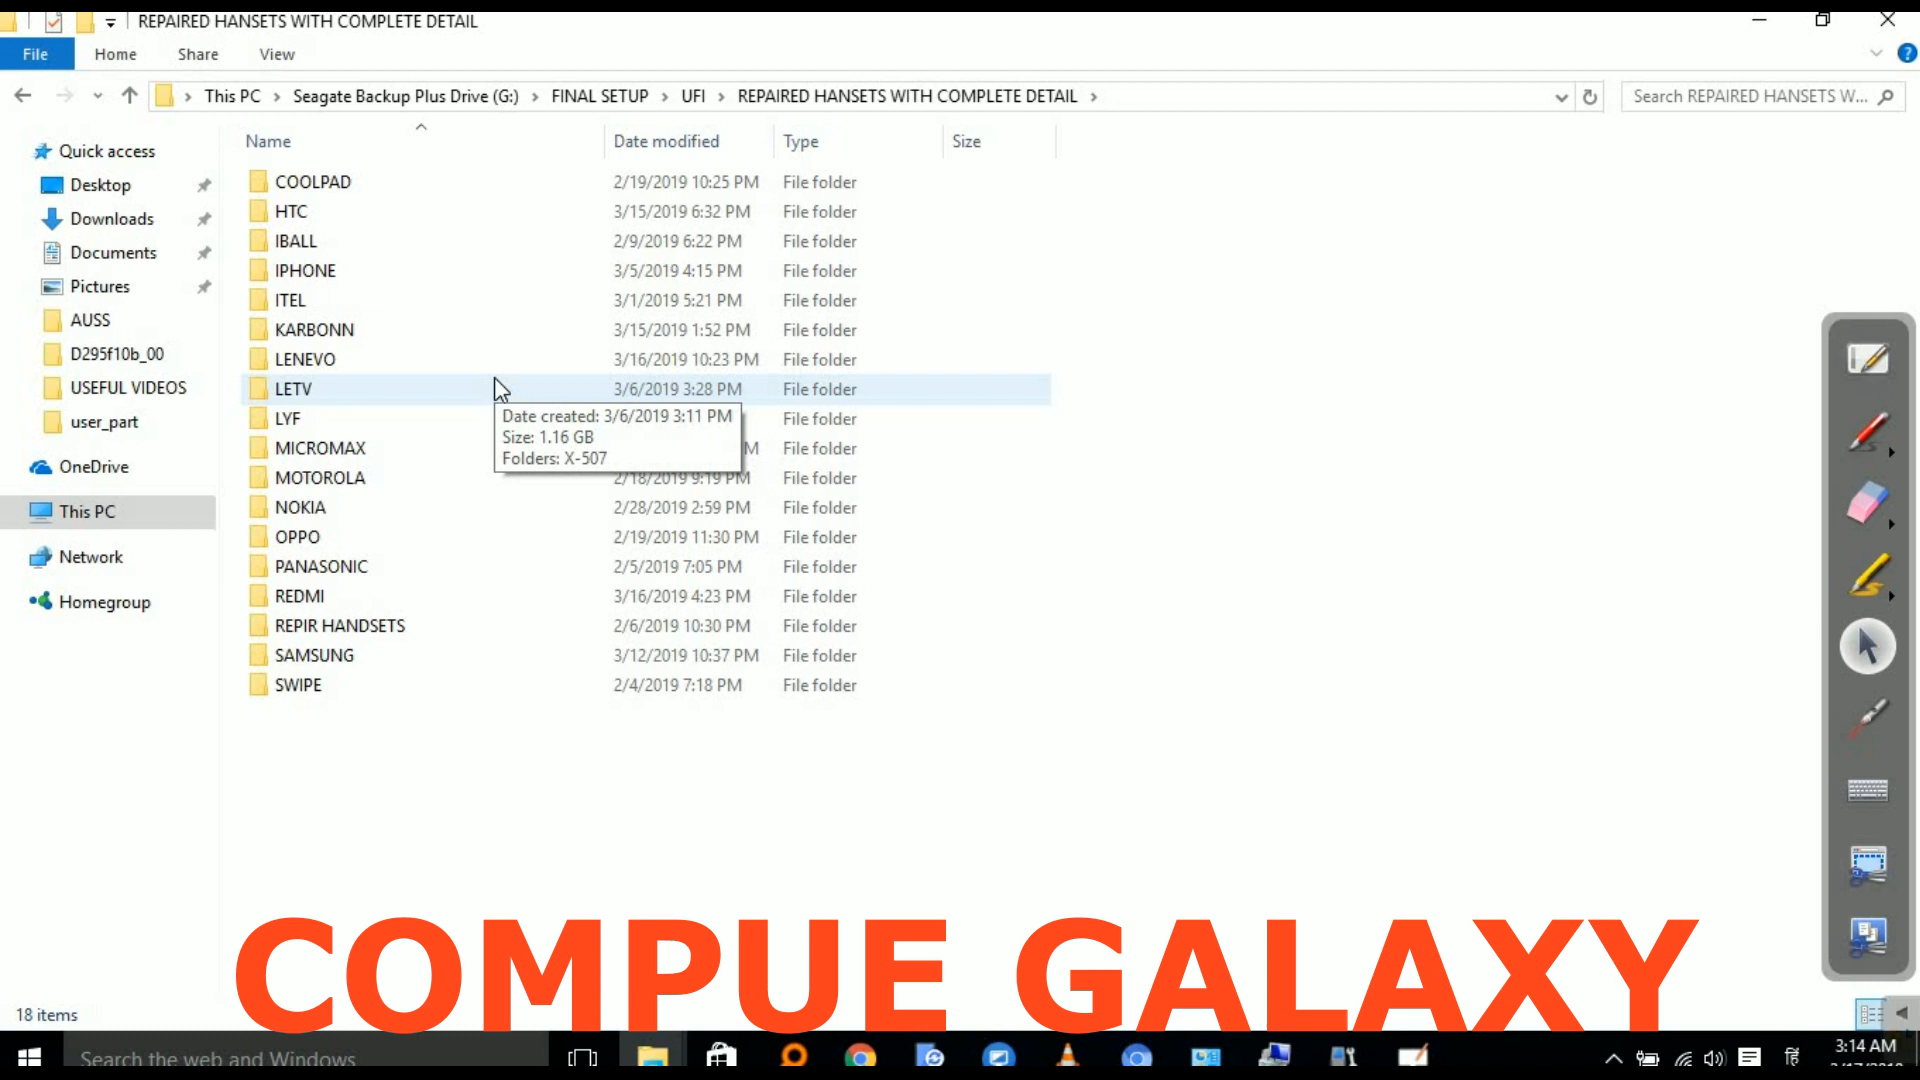 REPAIRED HANSETS WITH COMPLETE DETAIL
File Home Share View
This PC Seagate Backup Plus Drive (G:) FINAL SETUP UFI REPAIRED HANSETS WITH COMPLETE DETAIL Search REPAIRED HANSETS W...
Name Date modified Type Size
Quick access
Desktop
Downloads
Documents
Pictures
AUSS
D295f10b_00
USEFUL VIDEOS
user_part
OneDrive
This PC
Network
Homegroup
COOLPAD 2/19/2019 10:25 PM File folder
HTC 3/15/2019 6:32 PM File folder
IBALL 2/9/2019 6:22 PM File folder
IPHONE 3/5/2019 4:15 PM File folder
ITEL 3/1/2019 5:21 PM File folder
KARBONN 3/15/2019 1:52 PM File folder
LENEVO 3/16/2019 10:23 PM File folder
LETV 3/6/2019 3:28 PM File folder
LYF File folder
MICROMAX M File folder
MOTOROLA 2/18/2019 9:19 PM File folder
NOKIA 2/28/2019 2:59 PM File folder
OPPO 2/19/2019 11:30 PM File folder
PANASONIC 2/5/2019 7:05 PM File folder
REDMI 3/16/2019 4:23 PM File folder
REPIR HANDSETS 2/6/2019 10:30 PM File folder
SAMSUNG 3/12/2019 10:37 PM File folder
SWIPE 2/4/2019 7:18 PM File folder
Date created: 3/6/2019 3:11 PM
Size: 1.16 GB
Folders: X-507
COMPUE GALAXY
18 items
Search the web and Windows
हिं
3:14 AM